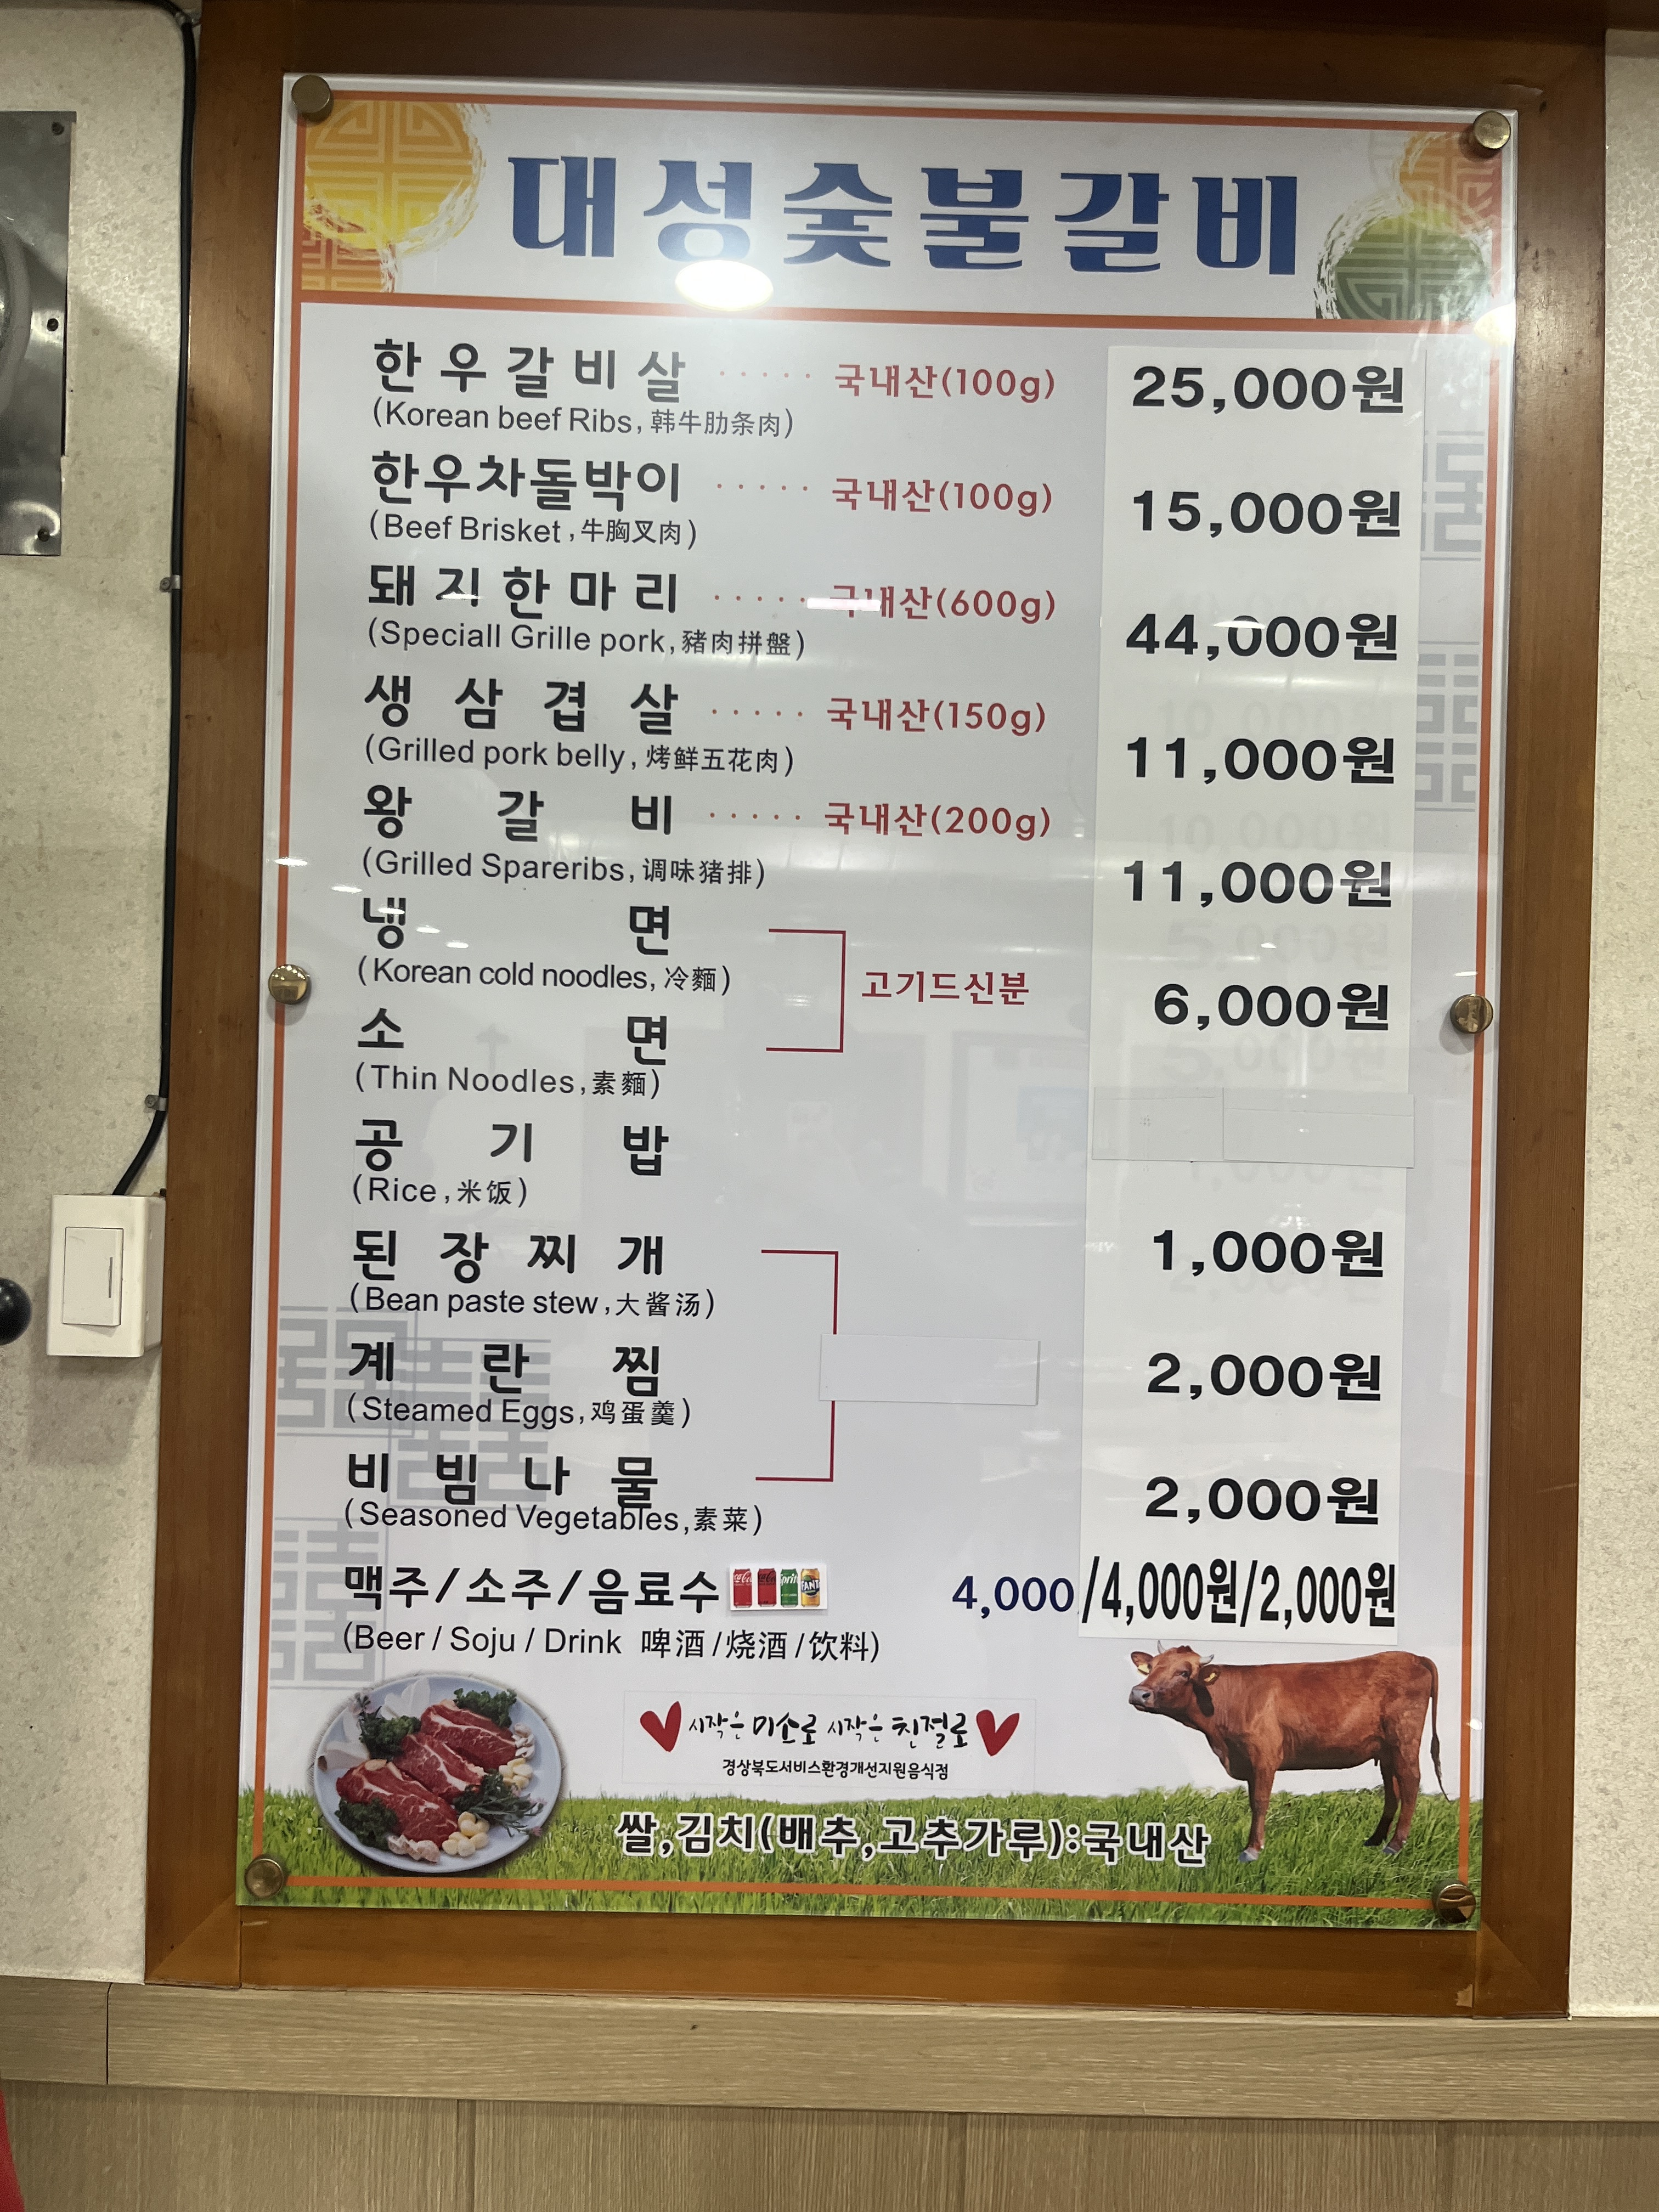 대성숯불갈비
한우갈비살 ····· 국내산(100g) 25,000원
(Korean beef Ribs, 韩牛肋条肉)
한우차돌박이 ····· 국내산(100g) 15,000원
(Beef Brisket, 牛胸叉肉)
돼지한마리 ····· 국내산(600g) 44,000원
(Speciall Grille pork, 豬肉拼盤)
생삼겹살 ····· 국내산(150g) 11,000원
(Grilled pork belly, 烤鲜五花肉)
왕갈비 ····· 국내산(200g) 11,000원
(Grilled Spareribs, 调味猪排)
냉면
(Korean cold noodles, 冷麵)
고기드신분 6,000원
소면
(Thin Noodles, 素麵)
공기밥
(Rice, 米饭)
된장찌개 1,000원
(Bean paste stew, 大酱汤)
계란찜 2,000원
(Steamed Eggs, 鸡蛋羹)
비빔나물 2,000원
(Seasoned Vegetables, 素菜)
맥주/소주/음료수 4,000/4,000원/2,000원
(Beer / Soju / Drink 啤酒/烧酒/饮料)
시작은 미소로 시작은 친절로
경상북도서비스환경개선지원음식점
쌀,김치(배추,고추가루):국내산